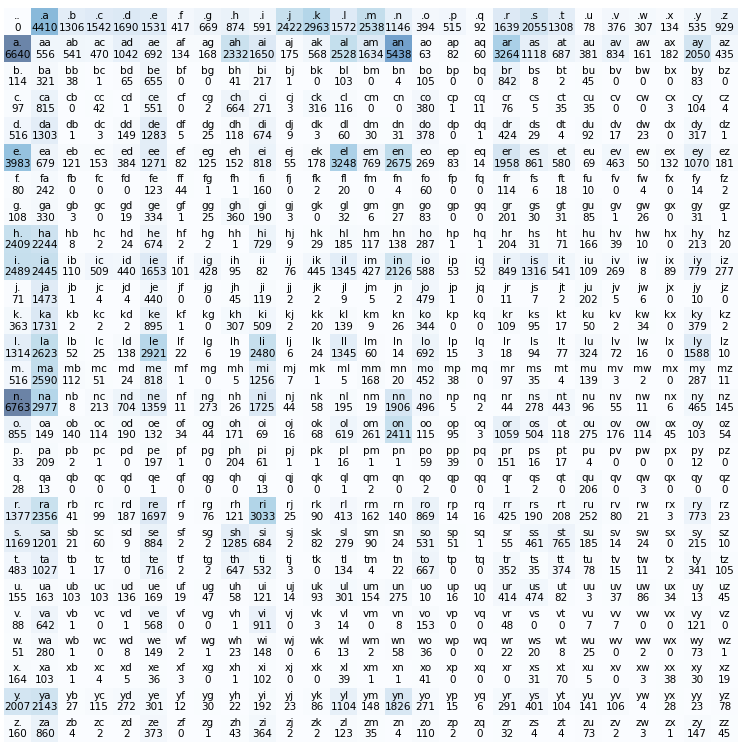 .. .a .b .c .d .e .f .g .h .i .j .k .l .m .n .o .p .q .r .s .t .u .v .w .x .y .z
0 4410 1306 1542 1690 1531 417 669 874 591 2422 2963 1572 2538 1146 394 515 92 1639 2055 1308 78 376 307 134 535 929
a. aa ab ac ad ae af ag ah ai aj ak al am an ao ap aq ar as at au av aw ax ay az
6640 556 541 470 1042 692 134 168 2332 1650 175 568 2528 1634 5438 63 82 60 3264 1118 687 381 834 161 182 2050 435
b. ba bb bc bd be bf bg bh bi bj bk bl bm bn bo bp bq br bs bt bu bv bw bx by bz
114 321 38 1 65 655 0 0 41 217 1 0 103 0 4 105 0 0 842 8 2 45 0 0 0 83 0
c. ca cb cc cd ce cf cg ch ci cj ck cl cm cn co cp cq cr cs ct cu cv cw cx cy cz
97 815 0 42 1 551 0 2 664 271 3 316 116 0 0 380 1 11 76 5 35 35 0 0 3 104 4
d. da db dc dd de df dg dh di dj dk dl dm dn do dp dq dr ds dt du dv dw dx dy dz
516 1303 1 3 149 1283 5 25 118 674 9 3 60 30 31 378 0 1 424 29 4 92 17 23 0 317 1
e. ea eb ec ed ee ef eg eh ei ej ek el em en eo ep eq er es et eu ev ew ex ey ez
3983 679 121 153 384 1271 82 125 152 818 55 178 3248 769 2675 269 83 14 1958 861 580 69 463 50 132 1070 181
f. fa fb fc fd fe ff fg fh fi fj fk fl fm fn fo fp fq fr fs ft fu fv fw fx fy fz
80 242 0 0 0 123 44 1 1 160 0 2 20 0 4 60 0 0 114 6 18 10 0 4 0 14 2
g. ga gb gc gd ge gf gg gh gi gj gk gl gm gn go gp gq gr gs gt gu gv gw gx gy gz
108 330 3 0 19 334 1 25 360 190 3 0 32 6 27 83 0 0 201 30 31 85 1 26 0 31 1
h. ha hb hc hd he hf hg hh hi hj hk hl hm hn ho hp hq hr hs ht hu hv hw hx hy hz
2409 2244 8 2 24 674 2 2 1 729 9 29 185 117 138 287 1 1 204 31 71 166 39 10 0 213 20
i. ia ib ic id ie if ig ih ii ij ik il im in io ip iq ir is it iu iv iw ix iy iz
2489 2445 110 509 440 1653 101 428 95 82 76 445 1345 427 2126 588 53 52 849 1316 541 109 269 8 89 779 277
j. ja jb jc jd je jf jg jh ji jj jk jl jm jn jo jp jq jr js jt ju jv jw jx jy jz
71 1473 1 4 4 440 0 0 45 119 2 2 9 5 2 479 1 0 11 7 2 202 5 6 0 10 0
k. ka kb kc kd ke kf kg kh ki kj kk kl km kn ko kp kq kr ks kt ku kv kw kx ky kz
363 1731 2 2 2 895 1 0 307 509 2 20 139 9 26 344 0 0 109 95 17 50 2 34 0 379 2
l. la lb lc ld le lf lg lh li lj lk ll lm ln lo lp lq lr ls lt lu lv lw lx ly lz
1314 2623 52 25 138 2921 22 6 19 2480 6 24 1345 60 14 692 15 3 18 94 77 324 72 16 0 1588 10
m. ma mb mc md me mf mg mh mi mj mk ml mm mn mo mp mq mr ms mt mu mv mw mx my mz
516 2590 112 51 24 818 1 0 5 1256 7 1 5 168 20 452 38 0 97 35 4 139 3 2 0 287 11
n. na nb nc nd ne nf ng nh ni nj nk nl nm nn no np nq nr ns nt nu nv nw nx ny nz
6763 2977 8 213 704 1359 11 273 26 1725 44 58 195 19 1906 496 5 2 44 278 443 96 55 11 6 465 145
o. oa ob oc od oe of og oh oi oj ok ol om on oo op oq or os ot ou ov ow ox oy oz
855 149 140 114 190 132 34 44 171 69 16 68 619 261 2411 115 95 3 1059 504 118 275 176 114 45 103 54
p. pa pb pc pd pe pf pg ph pi pj pk pl pm pn po pp pq pr ps pt pu pv pw px py pz
33 209 2 1 0 197 1 0 204 61 1 1 16 1 1 59 39 0 151 16 17 4 0 0 0 12 0
q. qa qb qc qd qe qf qg qh qi qj qk ql qm qn qo qp qq qr qs qt qu qv qw qx qy qz
28 13 0 0 0 1 0 0 0 13 0 0 1 2 0 2 0 0 1 2 0 206 0 3 0 0 0
r. ra rb rc rd re rf rg rh ri rj rk rl rm rn ro rp rq rr rs rt ru rv rw rx ry rz
1377 2356 41 99 187 1697 9 76 121 3033 25 90 413 162 140 869 14 16 425 190 208 252 80 21 3 773 23
s. sa sb sc sd se sf sg sh si sj sk sl sm sn so sp sq sr ss st su sv sw sx sy sz
1169 1201 21 60 9 884 2 2 1285 684 2 82 279 90 24 531 51 1 55 461 765 185 14 24 0 215 10
t. ta tb tc td te tf tg th ti tj tk tl tm tn to tp tq tr ts tt tu tv tw tx ty tz
483 1027 1 17 0 716 2 2 647 532 3 0 134 4 22 667 0 0 352 35 374 78 15 11 2 341 105
u. ua ub uc ud ue uf ug uh ui uj uk ul um un uo up uq ur us ut uu uv uw ux uy uz
155 163 103 103 136 169 19 47 58 121 14 93 301 154 275 10 16 10 414 474 82 3 37 86 34 13 45
v. va vb vc vd ve vf vg vh vi vj vk vl vm vn vo vp vq vr vs vt vu vv vw vx vy vz
88 642 1 0 1 568 0 0 1 911 0 3 14 0 8 153 0 0 48 0 0 7 7 0 0 121 0
w. wa wb wc wd we wf wg wh wi wj wk wl wm wn wo wp wq wr ws wt wu wv ww wx wy wz
51 280 1 0 8 149 2 1 23 148 0 6 13 2 58 36 0 0 22 20 8 25 0 2 0 73 1
x. xa xb xc xd xe xf xg xh xi xj xk xl xm xn xo xp xq xr xs xt xu xv xw xx xy xz
164 103 1 4 5 36 3 0 1 102 0 0 39 1 1 41 0 0 0 31 70 5 0 3 38 30 19
y. ya yb yc yd ye yf yg yh yi yj yk yl ym yn yo yp yq yr ys yt yu yv yw yx yy yz
2007 2143 27 115 272 301 12 30 22 192 23 86 1104 148 1826 271 15 6 291 401 104 141 106 4 28 23 78
z. za zb zc zd ze zf zg zh zi zj zk zl zm zn zo zp zq zr zs zt zu zv zw zx zy zz
160 860 4 2 2 373 0 1 43 364 2 2 123 35 4 110 2 0 32 4 4 73 2 3 1 147 45